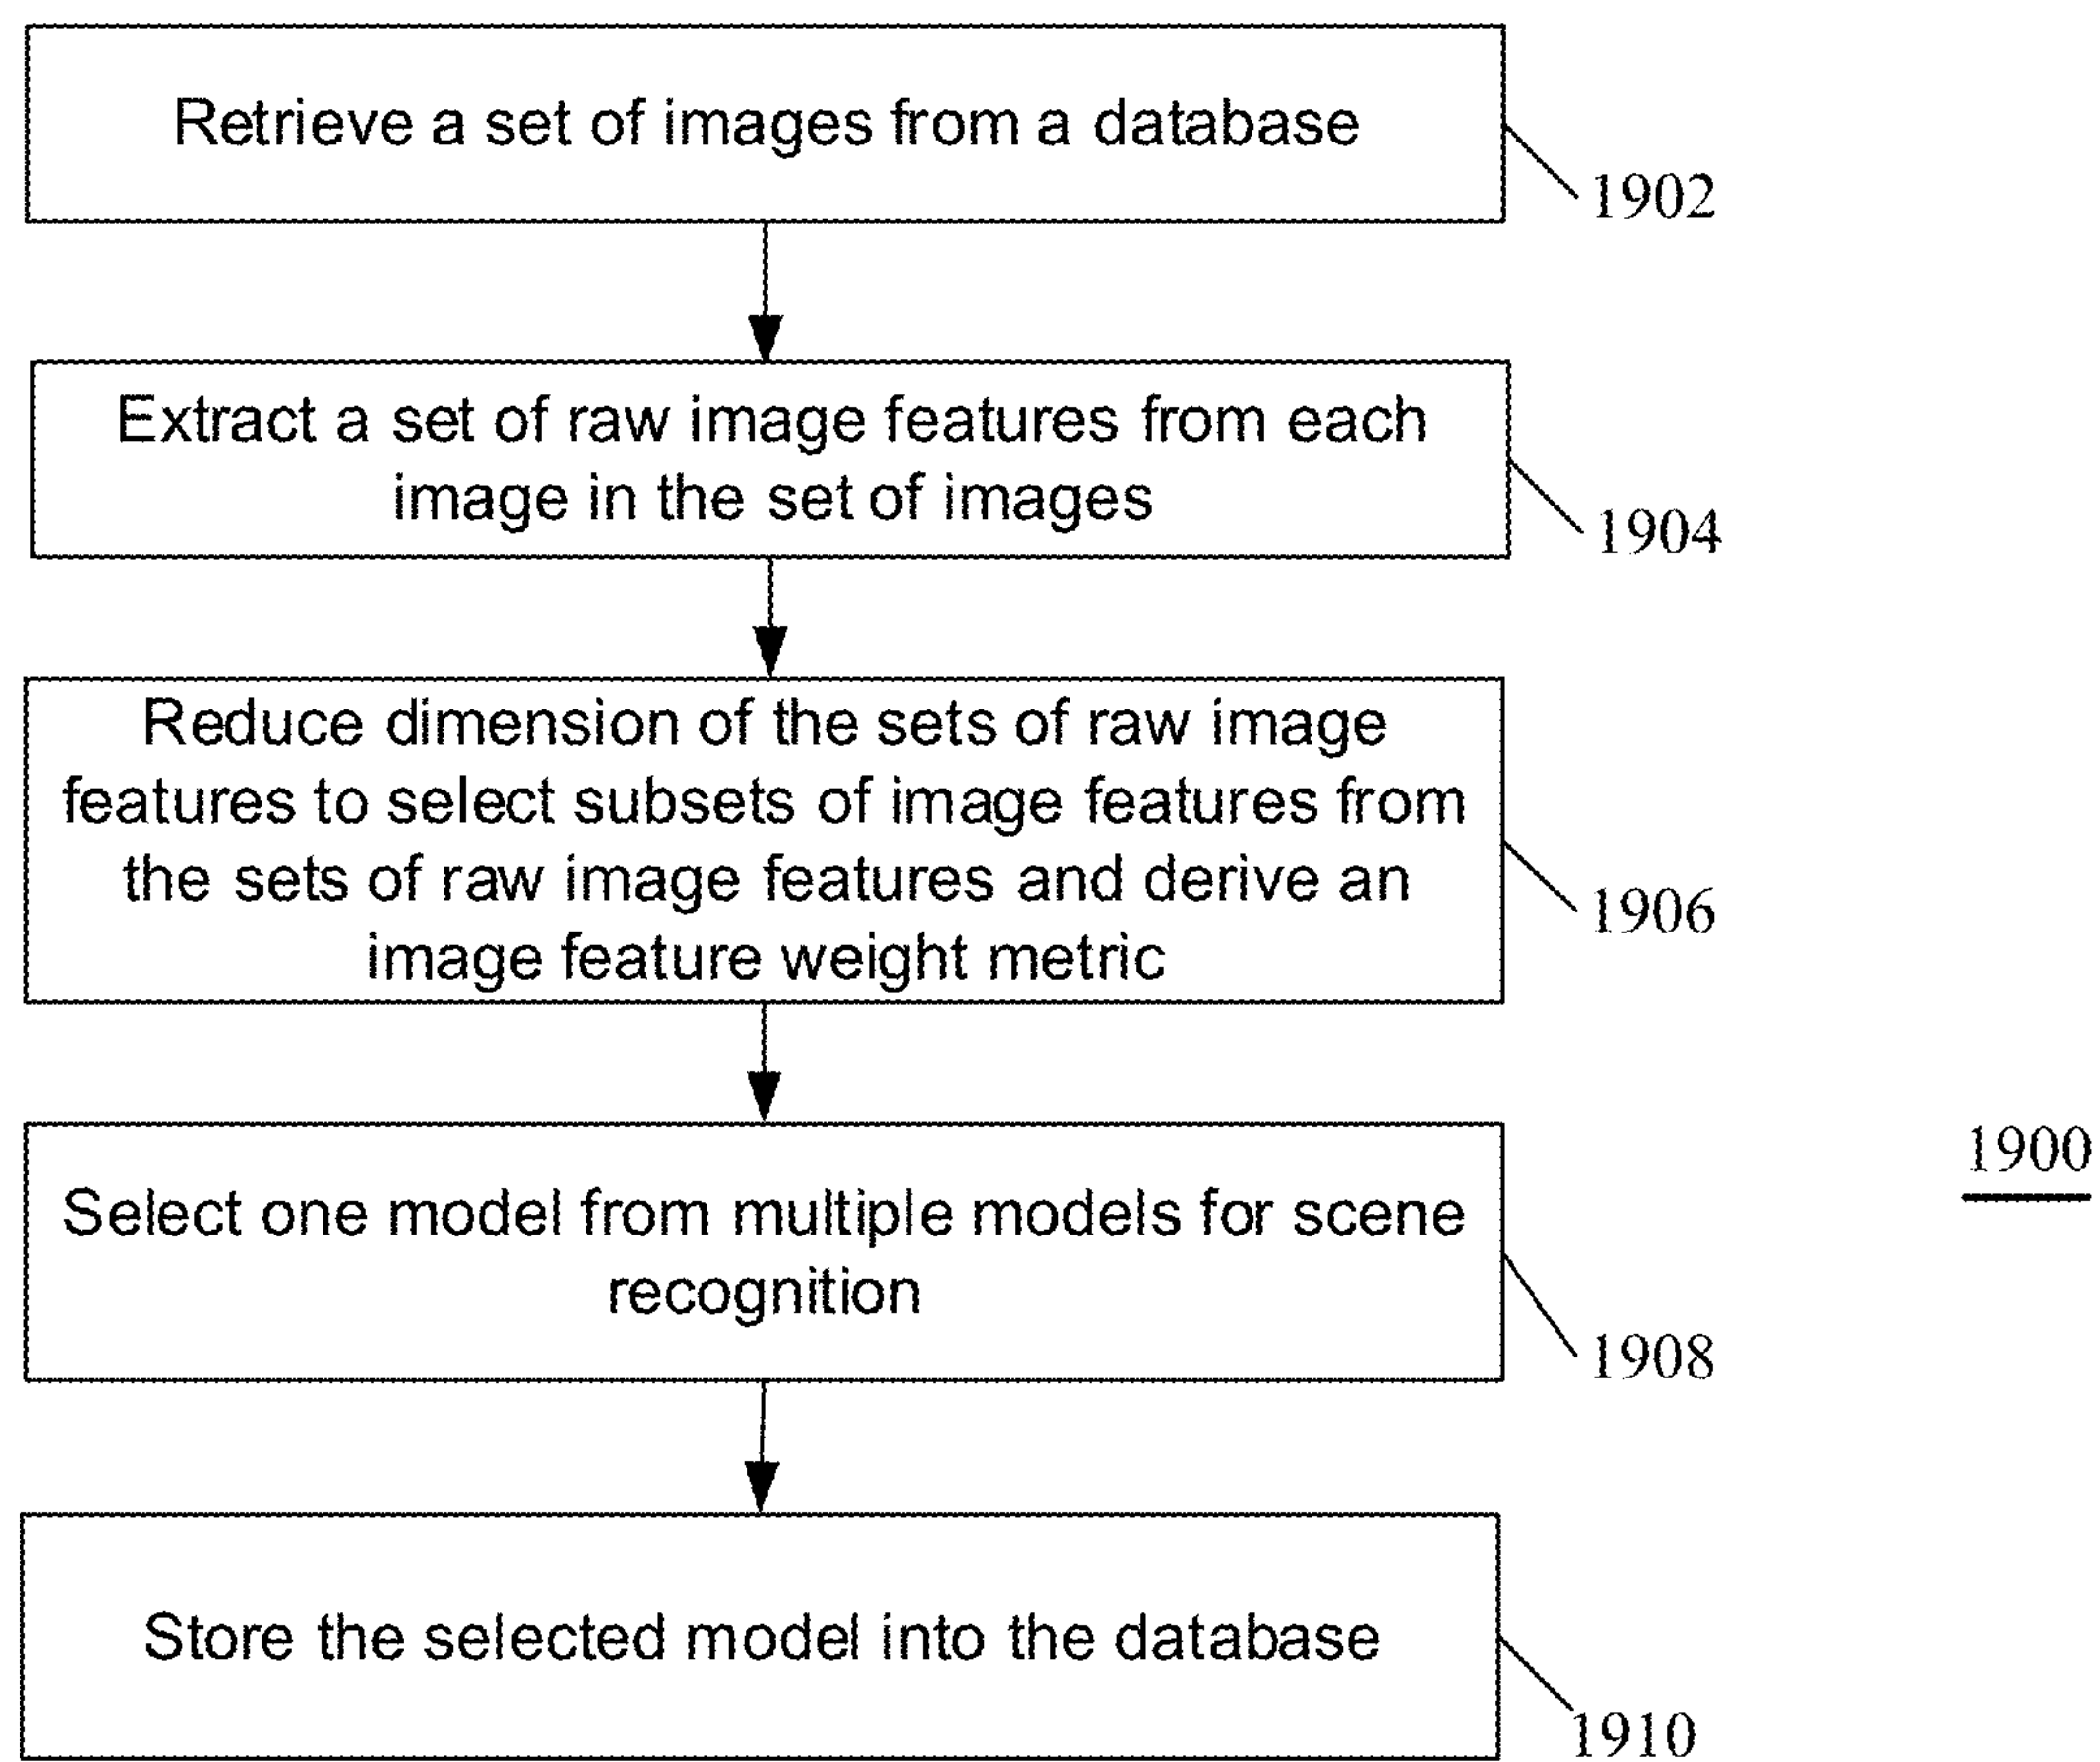 Retrieve a set of images from a database
1902
Extract a set of raw image features from each
image in the set of images
1904
Reduce dimension of the sets of raw image
features to select subsets of image features from
the sets of raw image features and derive an
image feature weight metric
1906
Select one model from multiple models for scene
recognition
1908
1900
Store the selected model into the database
1910